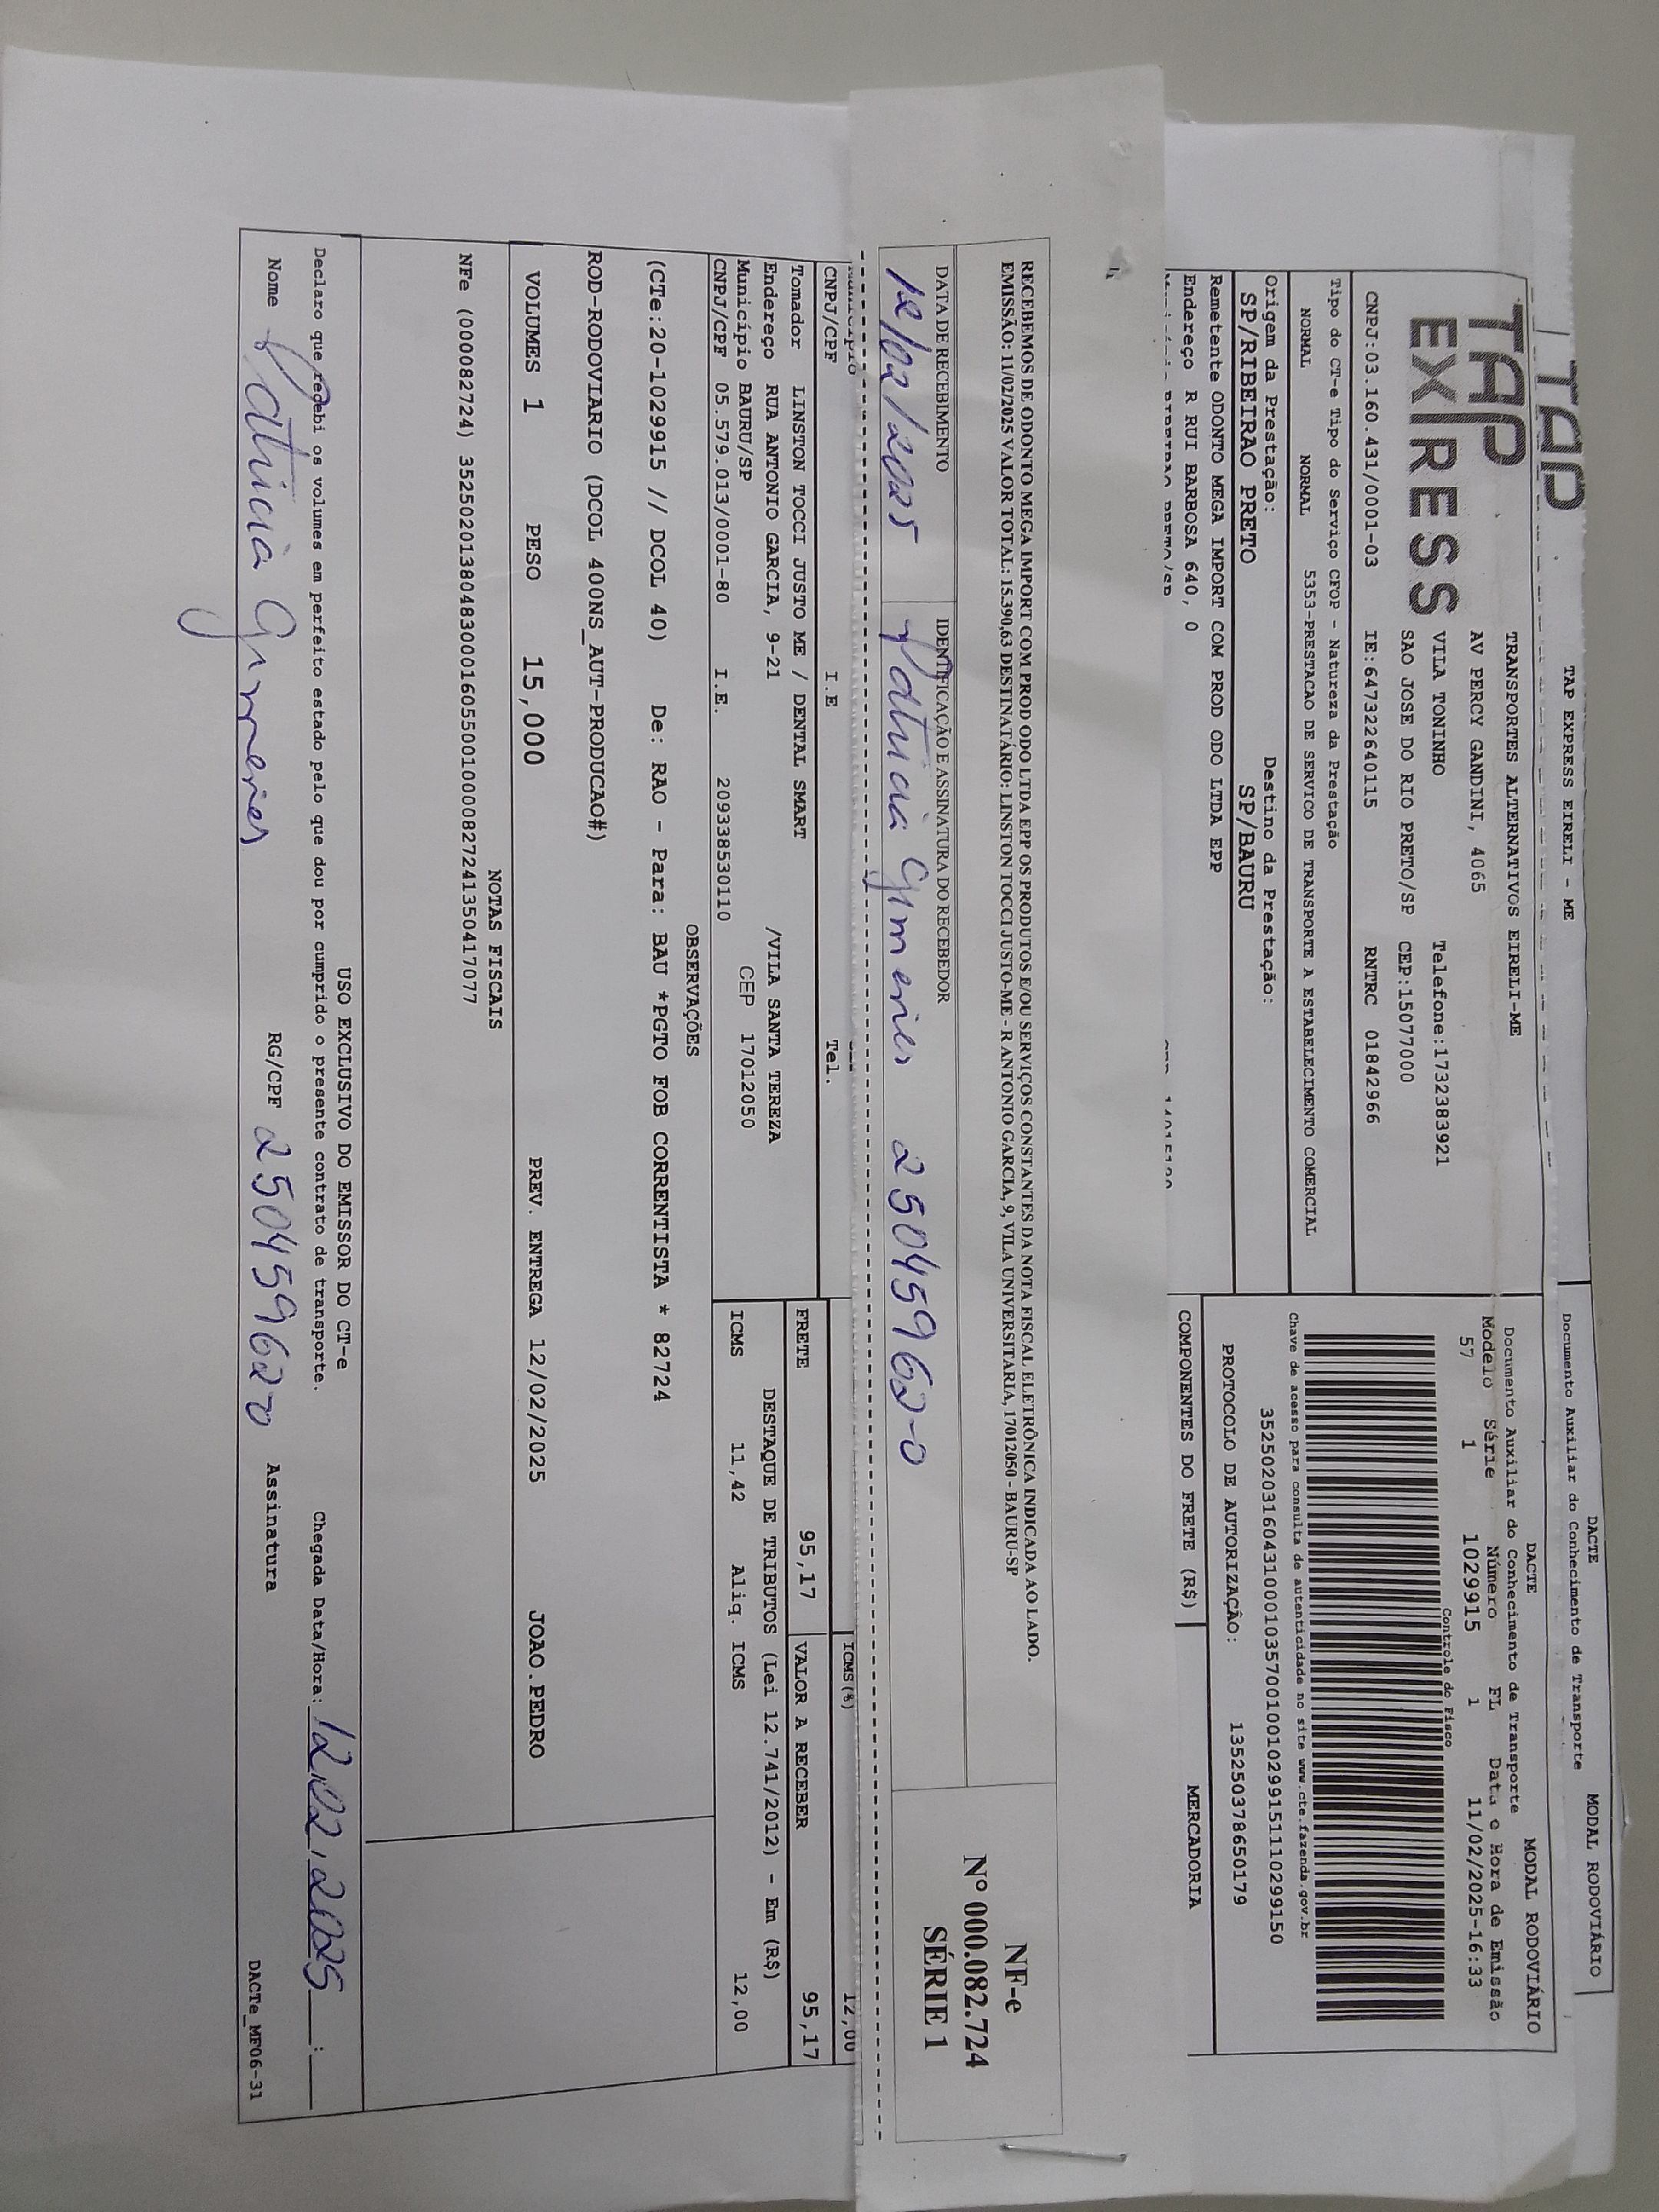 TAP EXPRESS EIRELI - ME
DACTE
MODAL RODOVIÁRIO
Documento Auxiliar do Conhecimento de Transporte
TAP
TAP
EXPRESS
TRANSPORTES ALTERNATIVOS EIRELI-ME
AV PERCY GANDINI, 4065
VILA TONINHO
Telefone:1732383921
SAO JOSE DO RIO PRETO/SP CEP:15077000
CNPJ:03.160.431/0001-03 IE:647322640115 RNTRC 01842966
DACTE MODAL RODOVIÁRIO
Documento Auxiliar do Conhecimento de Transporte
Modelo Série Número FL Data e Hora de Emissão
57 1 1029915 1 11/02/2025-16:33
Controle do Fisco
Tipo do CT-e Tipo do Serviço CFOP - Natureza da Prestação
NORMAL NORMAL 5353-PRESTACAO DE SERVICO DE TRANSPORTE A ESTABELECIMENTO COMERCIAL
Chave de acesso para consulta de autenticidade no site www.cte.fazenda.gov.br
35250203160431000103570010010299151110299150
Origem da Prestação: Destino da Prestação:
SP/RIBEIRAO PRETO SP/BAURU
PROTOCOLO DE AUTORIZAÇÃO: 135250378650179
Remetente ODONTO MEGA IMPORT COM PROD ODO LTDA EPP
Endereço R RUI BARBOSA 640, 0
COMPONENTES DO FRETE (R$) MERCADORIA
RECEBEMOS DE ODONTO MEGA IMPORT COM PROD ODO LTDA EPP OS PRODUTOS E/OU SERVIÇOS CONSTANTES DA NOTA FISCAL ELETRÔNICA INDICADA AO LADO.
EMISSÃO: 11/02/2025 VALOR TOTAL: 15.390,63 DESTINATÁRIO: LINSTON TOCCI JUSTO-ME - R ANTONIO GARCIA, 9, VILA UNIVERSITARIA, 17012050 - BAURU-SP
NF-e
Nº 000.082.724
SÉRIE 1
DATA DE RECEBIMENTO IDENTIFICAÇÃO E ASSINATURA DO RECEBEDOR
12/02/2025 Patricia Gimenes 25045962-0
CNPJ/CPF I.E Tel.
ICMS(%) 12,00
Tomador LINSTON TOCCI JUSTO ME / DENTAL SMART
Endereço RUA ANTONIO GARCIA, 9-21 /VILA SANTA TEREZA
Município BAURU/SP CEP 17012050
CNPJ/CPF 05.579.013/0001-80 I.E. 209338530110
FRETE 95,17 VALOR A RECEBER 95,17
DESTAQUE DE TRIBUTOS (Lei 12.741/2012) - Em (R$)
ICMS 11,42 Aliq. ICMS 12,00
OBSERVAÇÕES
(CTe:20-1029915 // DCOL 40) De: RAO - Para: BAU *PGTO FOB CORRENTISTA * 82724
ROD-RODOVIARIO (DCOL 400NS_AUT-PRODUCAO#)
VOLUMES 1 PESO 15,000 PREV. ENTREGA 12/02/2025 JOAO.PEDRO
NOTAS FISCAIS
NFe (000082724) 35250201380483000160550010000827241350417077
USO EXCLUSIVO DO EMISSOR DO CT-e
Declaro que recebi os volumes em perfeito estado pelo que dou por cumprido o presente contrato de transporte. Chegada Data/Hora: 12.02.2025 __:__
Nome Patricia Gimenes RG/CPF 25045962-0 Assinatura
DACTe_MF06-31